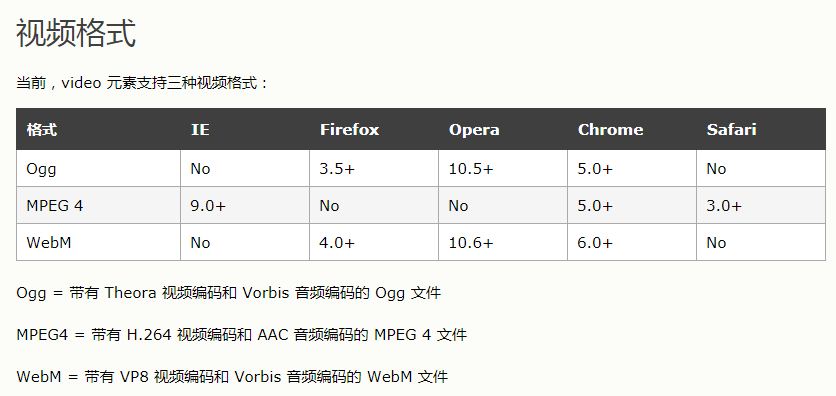 视频格式
当前，video 元素支持三种视频格式：
格式 IE Firefox Opera Chrome Safari
Ogg No 3.5+ 10.5+ 5.0+ No
MPEG 4 9.0+ No No 5.0+ 3.0+
WebM No 4.0+ 10.6+ 6.0+ No
Ogg = 带有 Theora 视频编码和 Vorbis 音频编码的 Ogg 文件
MPEG4 = 带有 H.264 视频编码和 AAC 音频编码的 MPEG 4 文件
WebM = 带有 VP8 视频编码和 Vorbis 音频编码的 WebM 文件